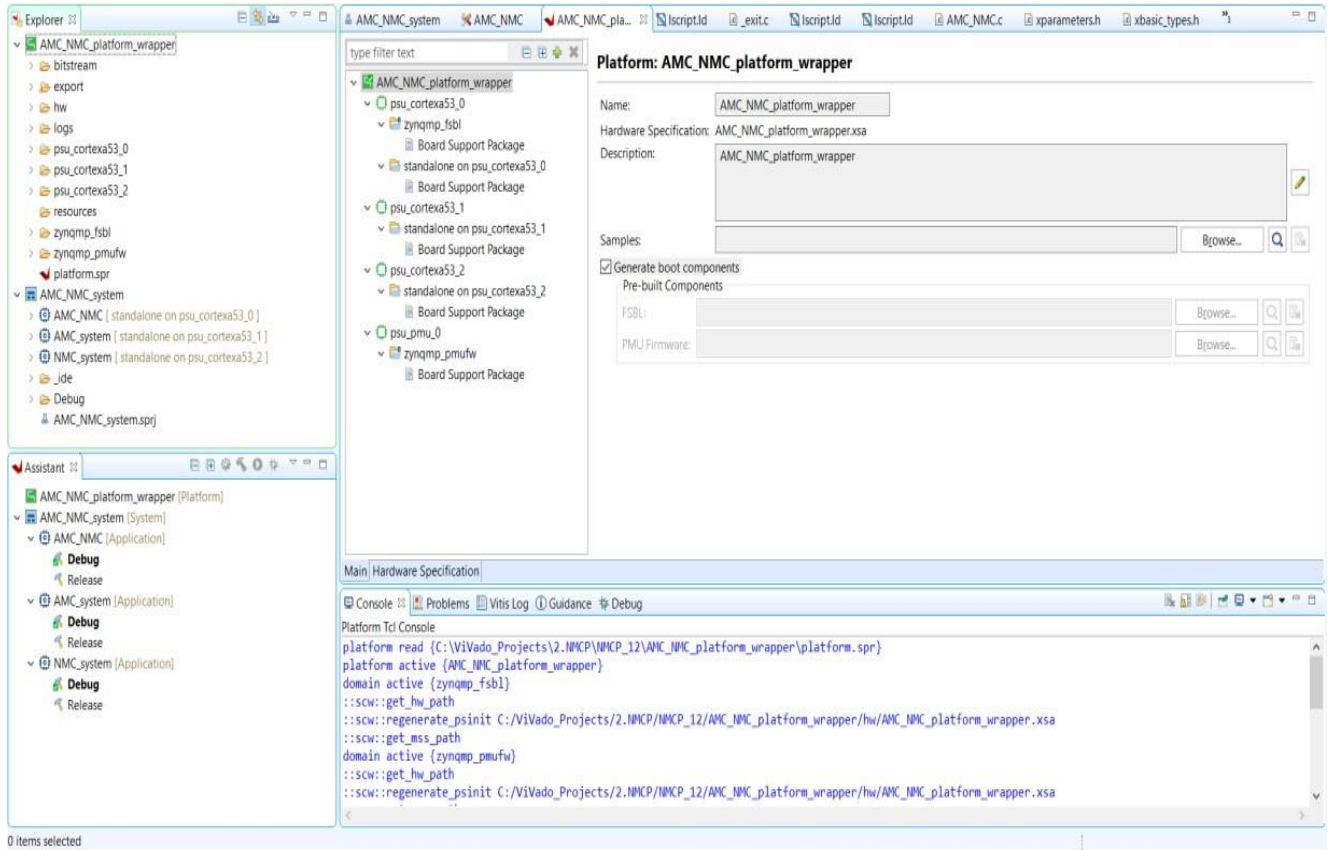 Explorer
AMC_NMC_platform_wrapper
bitstream
export
hw
logs
psu_cortexa53_0
psu_cortexa53_1
psu_cortexa53_2
resources
zynqmp_fsbl
zynqmp_pmufw
platform.spr
AMC_NMC_system
AMC_NMC [ standalone on psu_cortexa53_0 ]
AMC_system [ standalone on psu_cortexa53_1 ]
NMC_system [ standalone on psu_cortexa53_2 ]
_ide
Debug
AMC_NMC_system.sprj
Assistant
AMC_NMC_platform_wrapper [Platform]
AMC_NMC_system [System]
AMC_NMC [Application]
Debug
Release
AMC_system [Application]
Debug
Release
NMC_system [Application]
Debug
Release
AMC_NMC_system AMC_NMC AMC_NMC_pla... lscript.ld _exit.c lscript.ld lscript.ld AMC_NMC.c xparameters.h xbasic_types.h »1
type filter text
AMC_NMC_platform_wrapper
psu_cortexa53_0
zynqmp_fsbl
Board Support Package
standalone on psu_cortexa53_0
Board Support Package
psu_cortexa53_1
standalone on psu_cortexa53_1
Board Support Package
psu_cortexa53_2
standalone on psu_cortexa53_2
Board Support Package
psu_pmu_0
zynqmp_pmufw
Board Support Package
Platform: AMC_NMC_platform_wrapper
Name: AMC_NMC_platform_wrapper
Hardware Specification: AMC_NMC_platform_wrapper.xsa
Description: AMC_NMC_platform_wrapper
Samples: Browse...
Generate boot components
Pre-built Components
FSBL: Browse...
PMU Firmware: Browse...
Main Hardware Specification
Console Problems Vitis Log Guidance Debug
Platform Tcl Console
platform read {C:\ViVado_Projects\2.NMCP\NMCP_12\AMC_NMC_platform_wrapper\platform.spr}
platform active {AMC_NMC_platform_wrapper}
domain active {zynqmp_fsbl}
::scw::get_hw_path
::scw::regenerate_psinit C:/ViVado_Projects/2.NMCP/NMCP_12/AMC_NMC_platform_wrapper/hw/AMC_NMC_platform_wrapper.xsa
::scw::get_mss_path
domain active {zynqmp_pmufw}
::scw::get_hw_path
::scw::regenerate_psinit C:/ViVado_Projects/2.NMCP/NMCP_12/AMC_NMC_platform_wrapper/hw/AMC_NMC_platform_wrapper.xsa
0 items selected